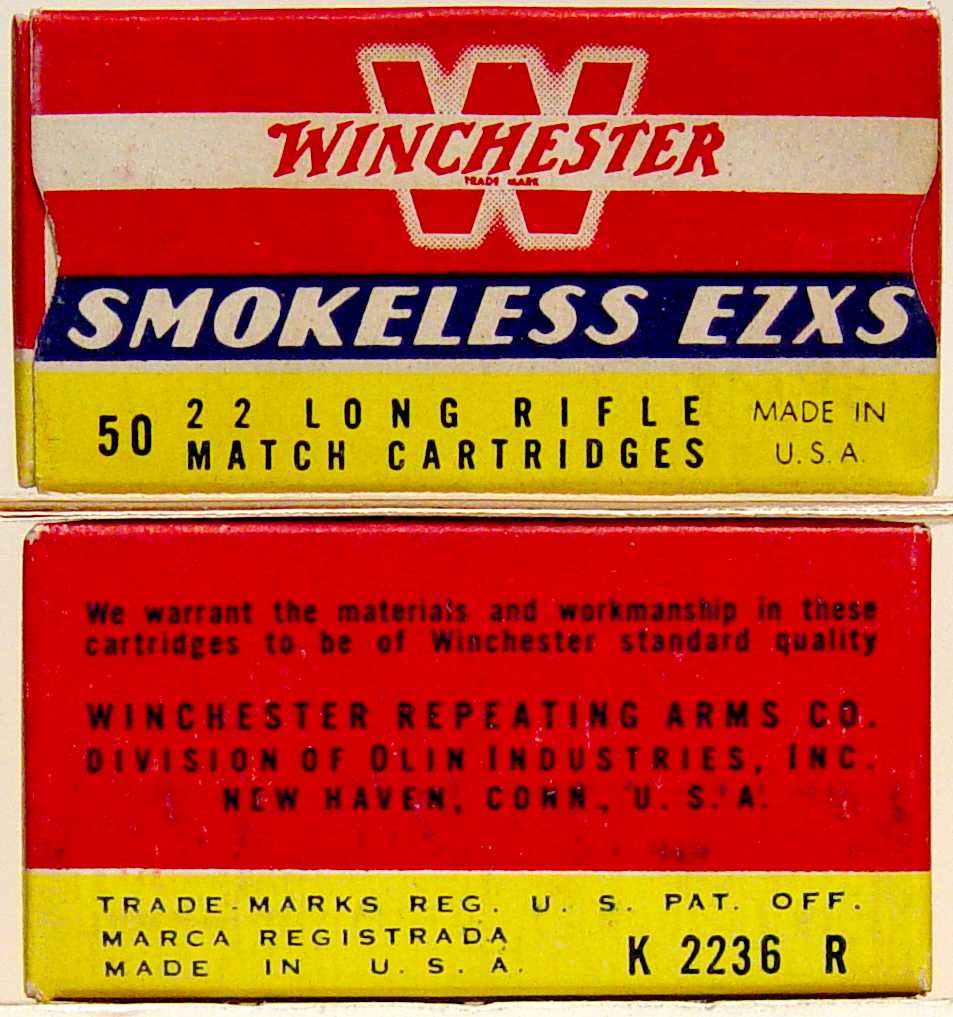 W
WINCHESTER
TRADE MARK
SMOKELESS EZXS
50 22 LONG RIFLE
MATCH CARTRIDGES
MADE IN
U.S.A.
We warrant the materials and workmanship in these
cartridges to be of Winchester standard quality
WINCHESTER REPEATING ARMS CO.
DIVISION OF OLIN INDUSTRIES, INC.
NEW HAVEN, CONN., U. S. A.
TRADE-MARKS REG. U. S. PAT. OFF.
MARCA REGISTRADA
MADE IN U. S. A.
K 2236 R